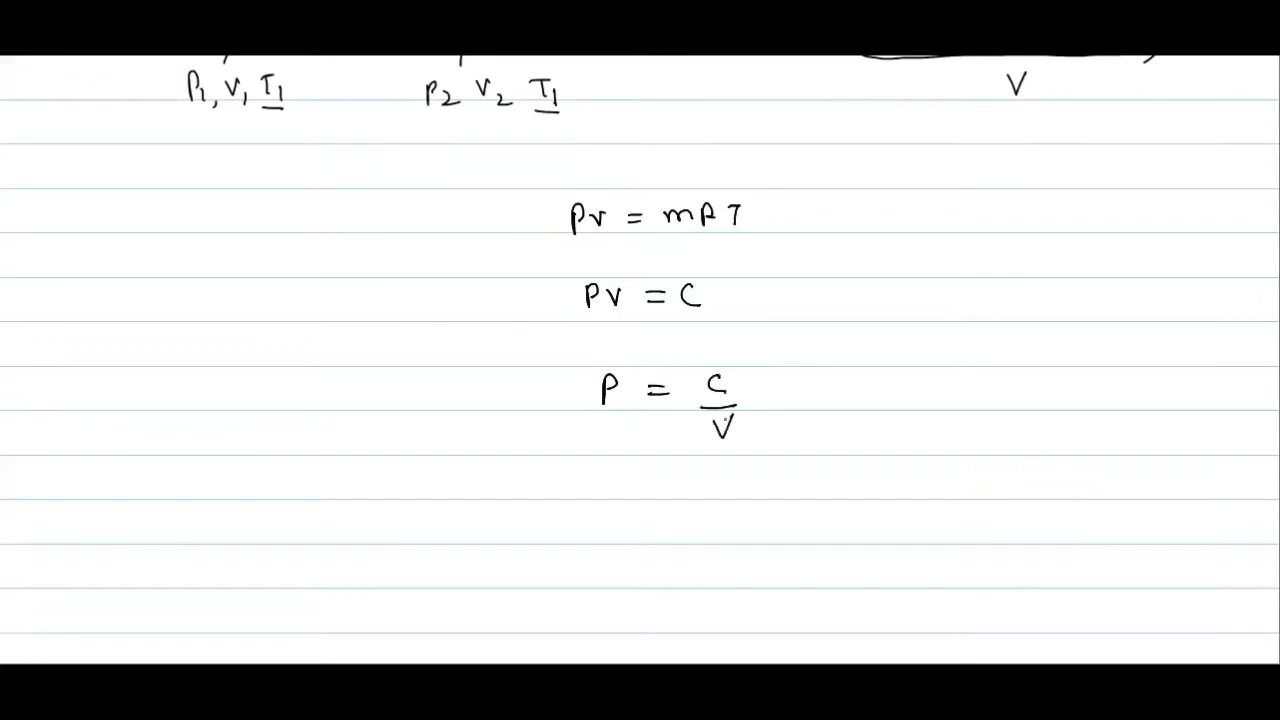 P1, V1 T1 P2 V2 T1 V
PV = mRT
PV = C
P = C/V